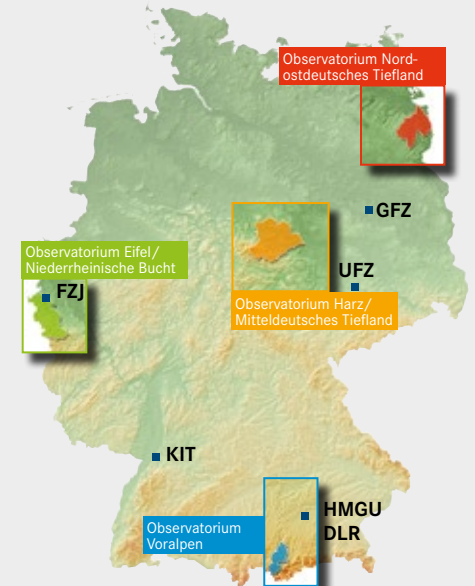 Observatorium Nord-
ostdeutsches Tiefland
GFZ
Observatorium Eifel/
Niederrheinische Bucht
FZJ
UFZ
Observatorium Harz/
Mitteldeutsches Tiefland
KIT
HMGU
DLR
Observatorium
Voralpen